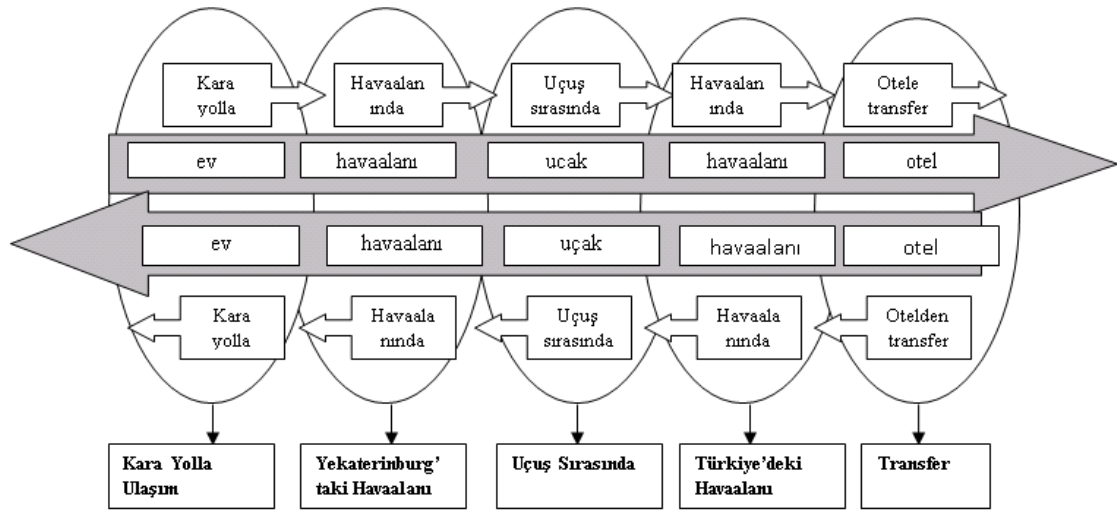 Kara
yolla
Havaalan
ında
Uçuş
sırasında
Havaalan
ında
Otele
transfer
ev
havaalanı
ucak
havaalanı
otel
ev
havaalanı
uçak
havaalanı
otel
Kara
yolla
Havaala
nında
Uçuş
sırasında
Havaala
nında
Otelden
transfer
Kara Yolla
Ulaşım
Yekaterinburg’
taki Havaalanı
Uçuş Sırasında
Türkiye’deki
Havaalanı
Transfer